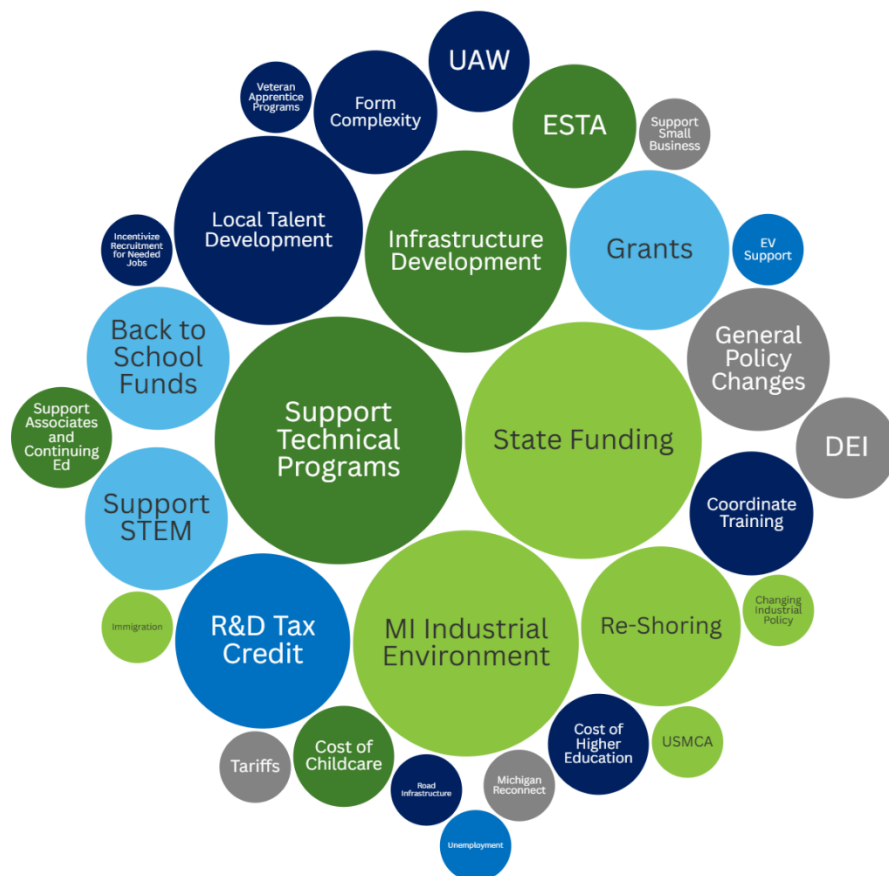 UAW
Veteran
Apprentice
Programs
Form
Complexity
ESTA
Support
Small
Business
Local Talent
Development
Infrastructure
Development
Grants
Incentivize
Recruitment
for Needed
Jobs
EV
Support
Back to
School
Funds
General
Policy
Changes
Support
Associates
and
Continuing
Ed
Support
Technical
Programs
State Funding
DEI
Support
STEM
Coordinate
Training
Immigration
R&D Tax
Credit
MI Industrial
Environment
Re-Shoring
Changing
Industrial
Policy
Tariffs
Cost of
Childcare
Road
Infrastructure
Michigan
Reconnect
Cost of
Higher
Education
USMCA
Unemployment